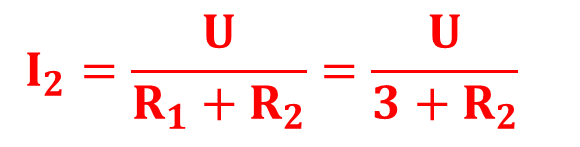 I₂ = U / (R₁ + R₂) = U / (3 + R₂)